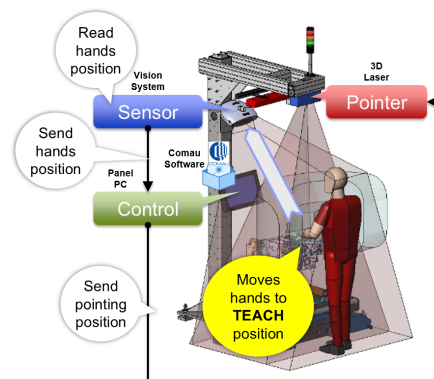 Read
hands
position
Vision
System
Sensor
3D
Laser
Pointer
Send
hands
position
Comau
Software
COMAU
Panel
PC
Control
Send
pointing
position
Moves
hands to
TEACH
position